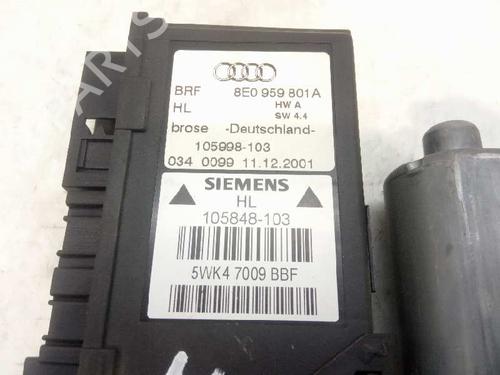 BRF 8E0 959 801A
HL HW A
SW 4.4
brose -Deutschland-
105998-103
034 0099 11.12.2001
SIEMENS
HL
105848-103
5WK4 7009 BBF